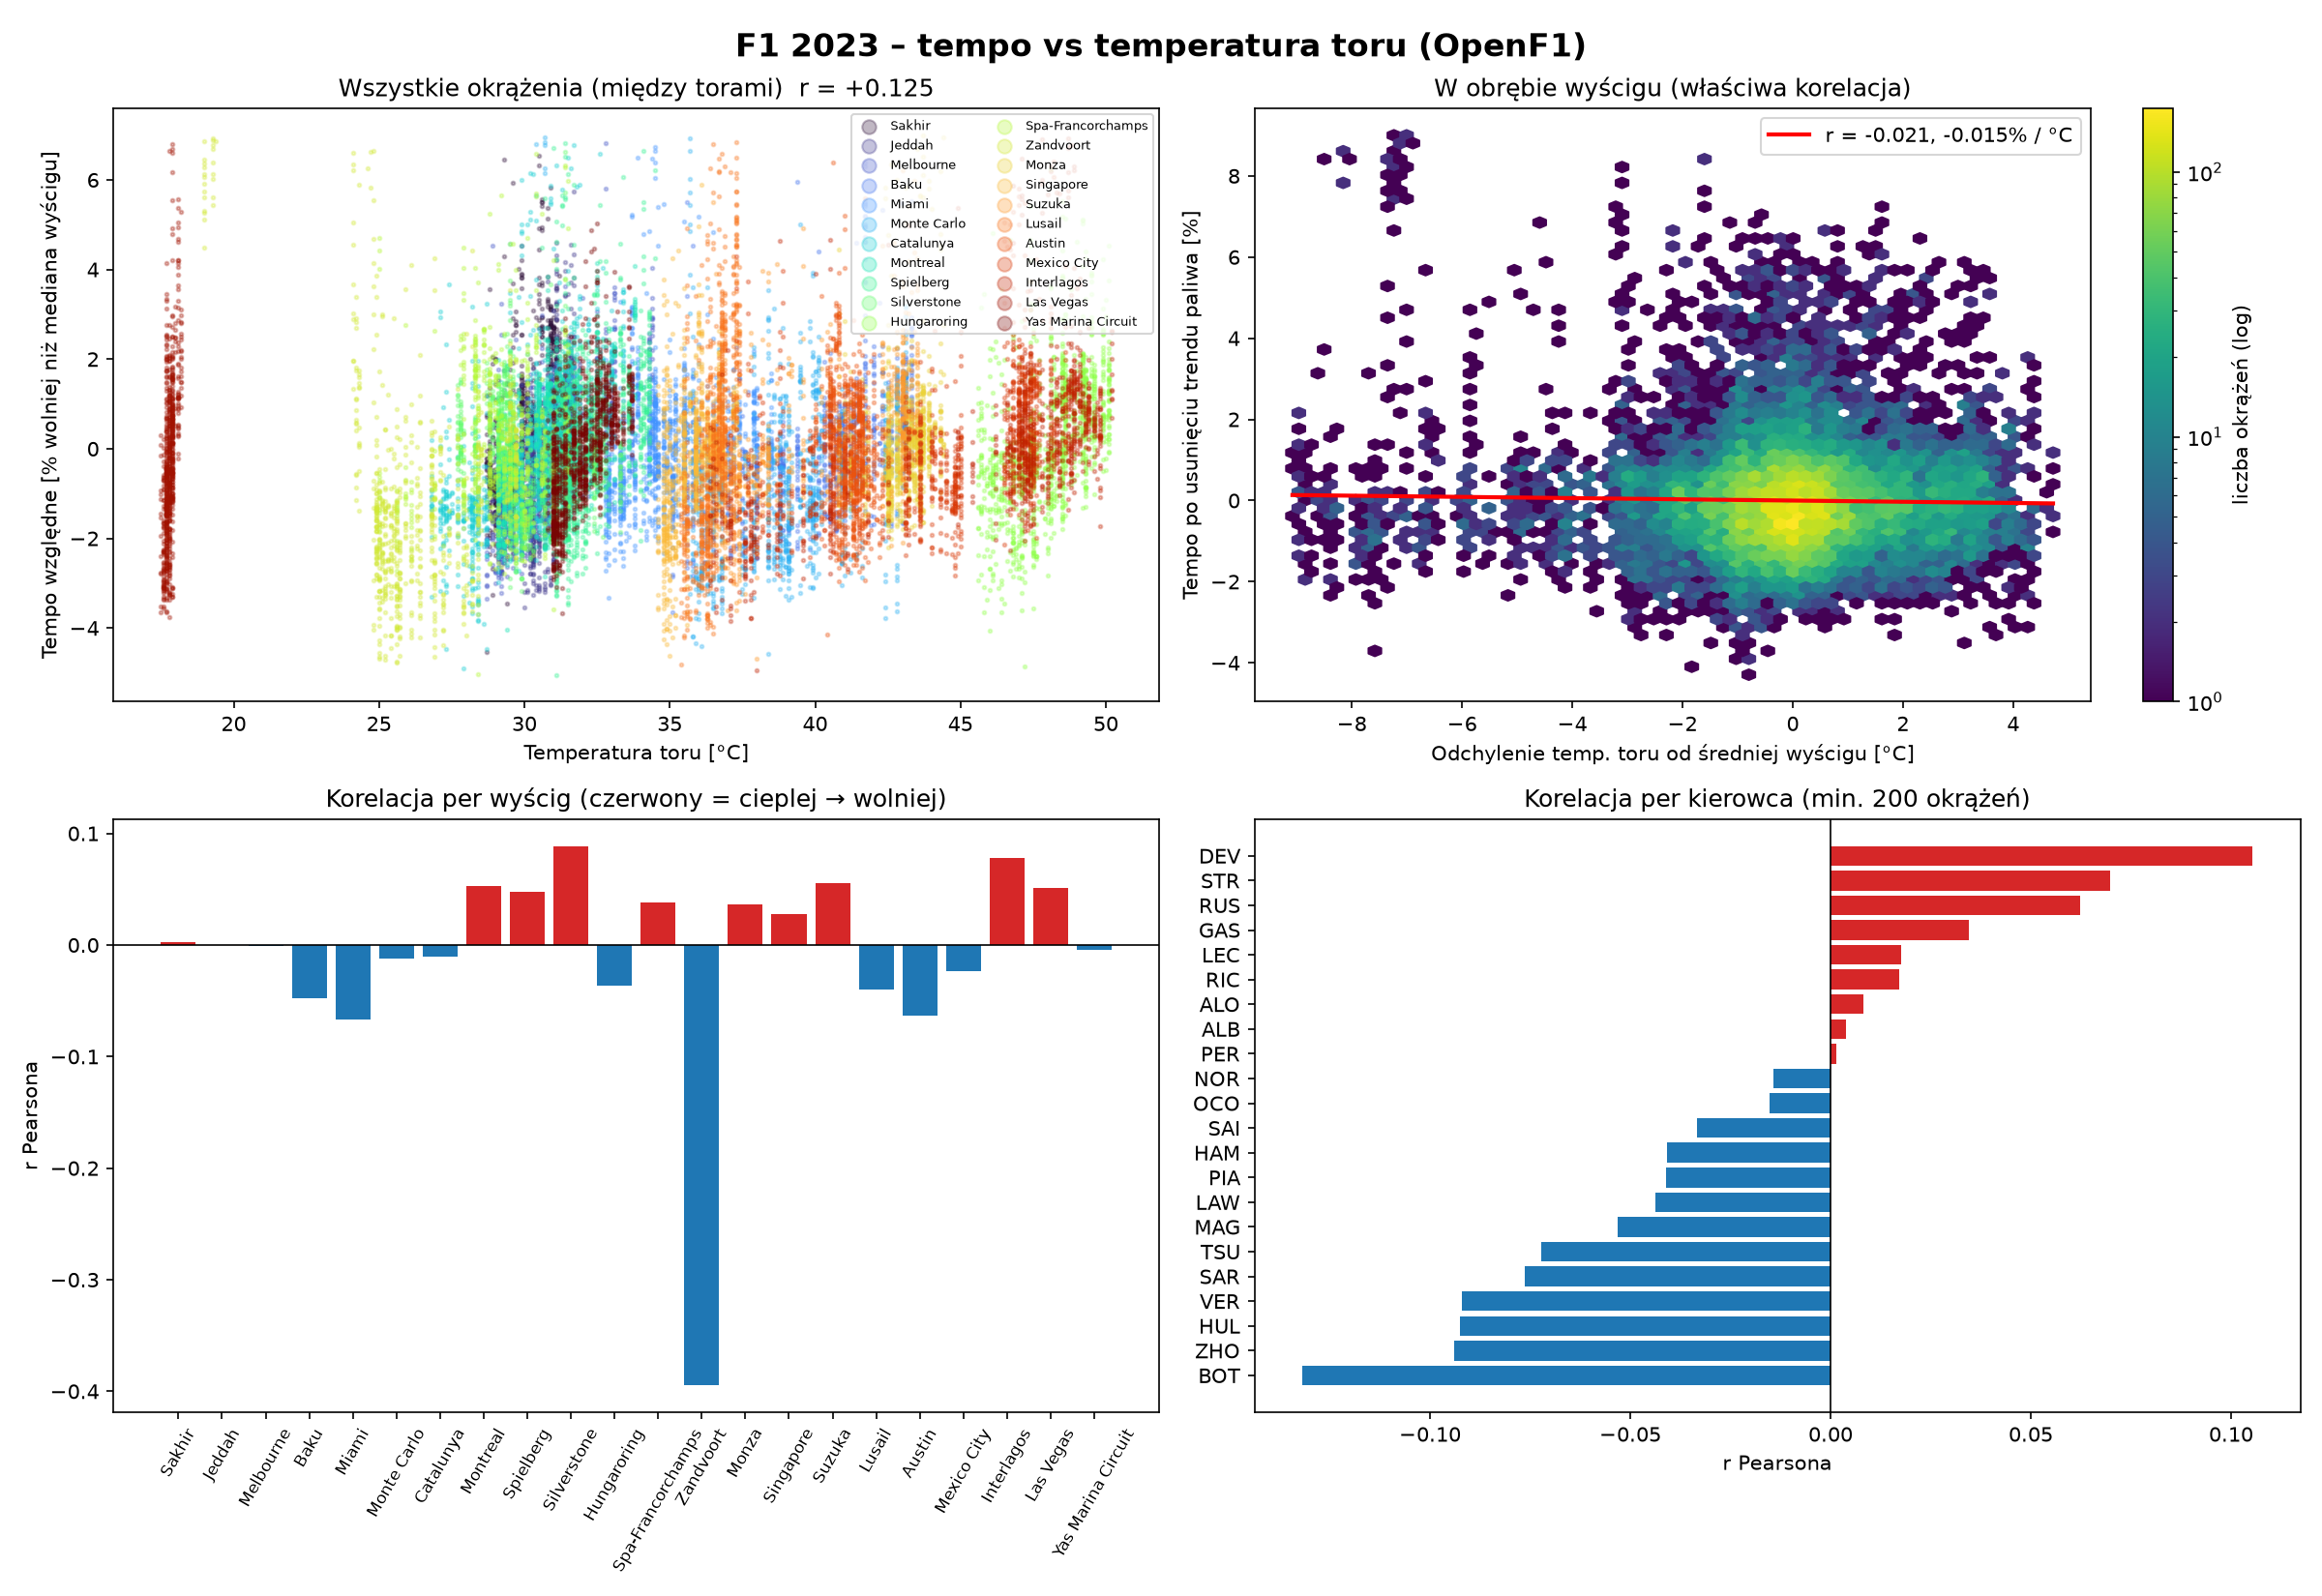 F1 2023 – tempo vs temperatura toru (OpenF1)
Wszystkie okrążenia (między torami)  r = +0.125
Tempo względne [% wolniej niż mediana wyścigu]
6
4
2
0
−2
−4
20
25
30
35
40
45
50
Temperatura toru [°C]
Sakhir
Jeddah
Melbourne
Baku
Miami
Monte Carlo
Catalunya
Montreal
Spielberg
Silverstone
Hungaroring
Spa-Francorchamps
Zandvoort
Monza
Singapore
Suzuka
Lusail
Austin
Mexico City
Interlagos
Las Vegas
Yas Marina Circuit
W obrębie wyścigu (właściwa korelacja)
r = -0.021, -0.015% / °C
Tempo po usunięciu trendu paliwa [%]
8
6
4
2
0
−2
−4
−8
−6
−4
−2
0
2
4
Odchylenie temp. toru od średniej wyścigu [°C]
10²
10¹
10⁰
liczba okrążeń (log)
Korelacja per wyścig (czerwony = cieplej → wolniej)
r Pearsona
0.1
0.0
−0.1
−0.2
−0.3
−0.4
Sakhir
Jeddah
Melbourne
Baku
Miami
Monte Carlo
Catalunya
Montreal
Spielberg
Silverstone
Hungaroring
Spa-Francorchamps
Zandvoort
Monza
Singapore
Suzuka
Lusail
Austin
Mexico City
Interlagos
Las Vegas
Yas Marina Circuit
Korelacja per kierowca (min. 200 okrążeń)
DEV
STR
RUS
GAS
LEC
RIC
ALO
ALB
PER
NOR
OCO
SAI
HAM
PIA
LAW
MAG
TSU
SAR
VER
HUL
ZHO
BOT
−0.10
−0.05
0.00
0.05
0.10
r Pearsona